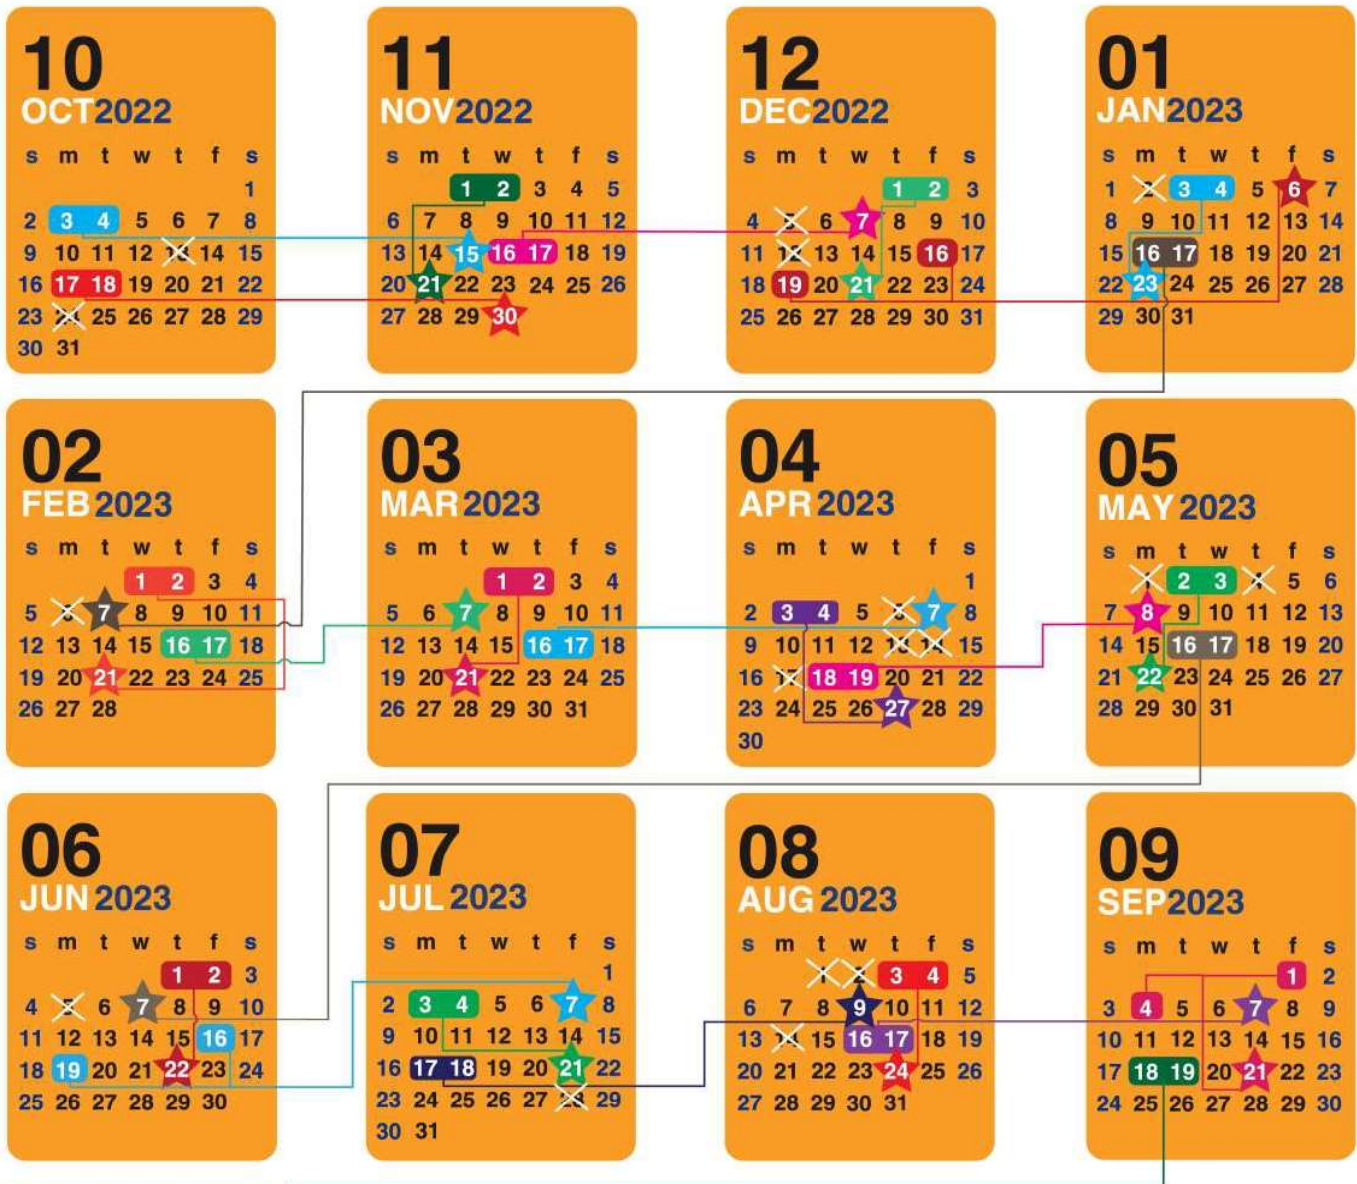 10
OCT2022
s m t w t f s
1
2 3 4 5 6 7 8
9 10 11 12 13 14 15
16 17 18 19 20 21 22
23 24 25 26 27 28 29
30 31
11
NOV2022
s m t w t f s
1 2 3 4 5
6 7 8 9 10 11 12
13 14 15 16 17 18 19
20 21 22 23 24 25 26
27 28 29 30
12
DEC2022
s m t w t f s
1 2 3
4 5 6 7 8 9 10
11 12 13 14 15 16 17
18 19 20 21 22 23 24
25 26 27 28 29 30 31
01
JAN2023
s m t w t f s
1 2 3 4 5 6 7
8 9 10 11 12 13 14
15 16 17 18 19 20 21
22 23 24 25 26 27 28
29 30 31
02
FEB 2023
s m t w t f s
1 2 3 4
5 6 7 8 9 10 11
12 13 14 15 16 17 18
19 20 21 22 23 24 25
26 27 28
03
MAR 2023
s m t w t f s
1 2 3 4
5 6 7 8 9 10 11
12 13 14 15 16 17 18
19 20 21 22 23 24 25
26 27 28 29 30 31
04
APR 2023
s m t w t f s
1
2 3 4 5 6 7 8
9 10 11 12 13 14 15
16 17 18 19 20 21 22
23 24 25 26 27 28 29
30
05
MAY 2023
s m t w t f s
1 2 3 4 5 6
7 8 9 10 11 12 13
14 15 16 17 18 19 20
21 22 23 24 25 26 27
28 29 30 31
06
JUN 2023
s m t w t f s
1 2 3
4 5 6 7 8 9 10
11 12 13 14 15 16 17
18 19 20 21 22 23 24
25 26 27 28 29 30
07
JUL 2023
s m t w t f s
1
2 3 4 5 6 7 8
9 10 11 12 13 14 15
16 17 18 19 20 21 22
23 24 25 26 27 28 29
30 31
08
AUG 2023
s m t w t f s
1 2 3 4 5
6 7 8 9 10 11 12
13 14 15 16 17 18 19
20 21 22 23 24 25 26
27 28 29 30 31
09
SEP2023
s m t w t f s
1 2
3 4 5 6 7 8 9
10 11 12 13 14 15 16
17 18 19 20 21 22 23
24 25 26 27 28 29 30